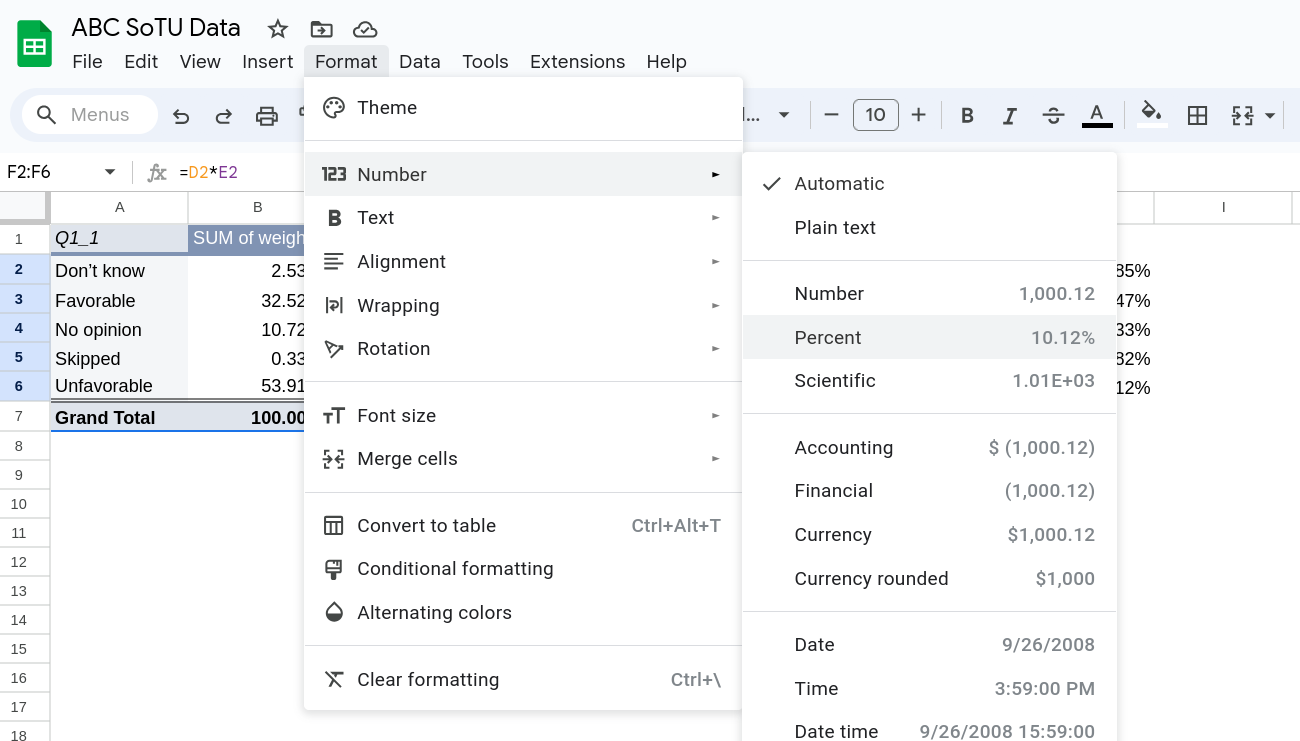 ABC SoTU Data
File Edit View Insert Format Data Tools Extensions Help
Menus
10
B I A
F2:F6 fx =D2*E2
A B I
1 Q1_1 SUM of weigh
2 Don't know 2.53 85%
3 Favorable 32.52 47%
4 No opinion 10.72 33%
5 Skipped 0.33 82%
6 Unfavorable 53.91 12%
7 Grand Total 100.00
8
9
10
11
12
13
14
15
16
17
18
Theme
123 Number
B Text
Alignment
Wrapping
Rotation
Font size
Merge cells
Convert to table Ctrl+Alt+T
Conditional formatting
Alternating colors
Clear formatting Ctrl+\
Automatic
Plain text
Number 1,000.12
Percent 10.12%
Scientific 1.01E+03
Accounting $ (1,000.12)
Financial (1,000.12)
Currency $1,000.12
Currency rounded $1,000
Date 9/26/2008
Time 3:59:00 PM
Date time 9/26/2008 15:59:00